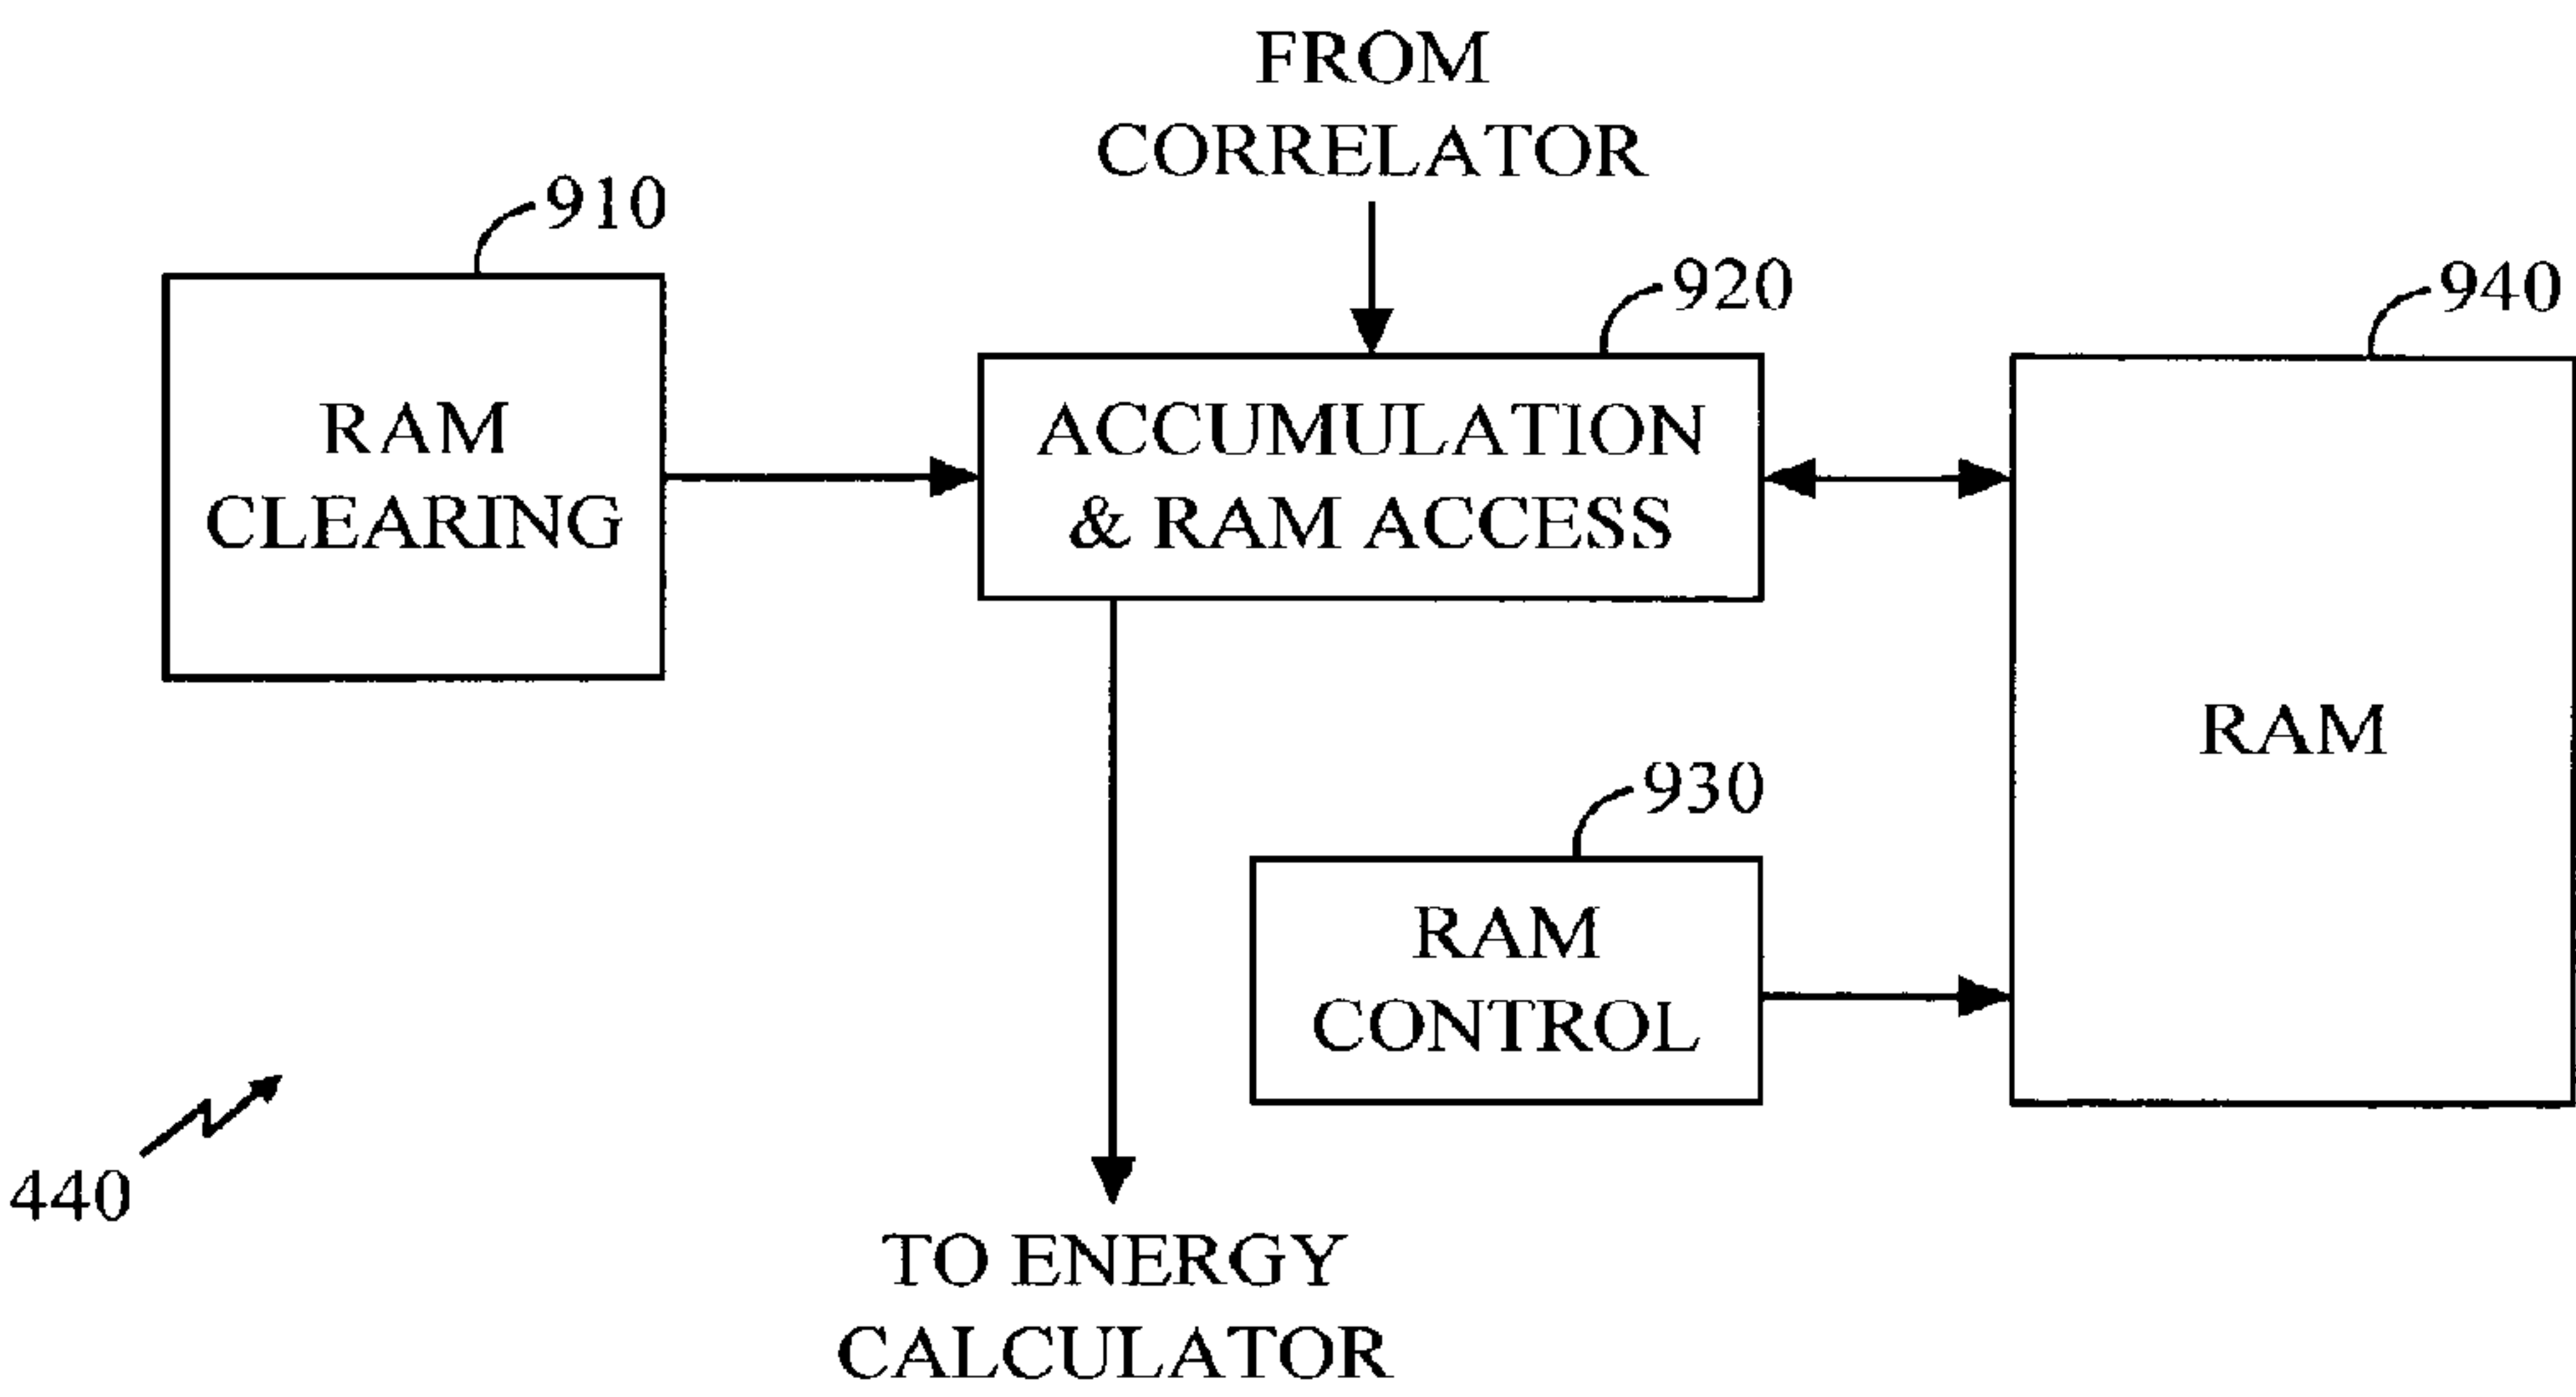 FROM
CORRELATOR
910
920
940
RAM
CLEARING
ACCUMULATION
& RAM ACCESS
RAM
930
RAM
CONTROL
440
TO ENERGY
CALCULATOR